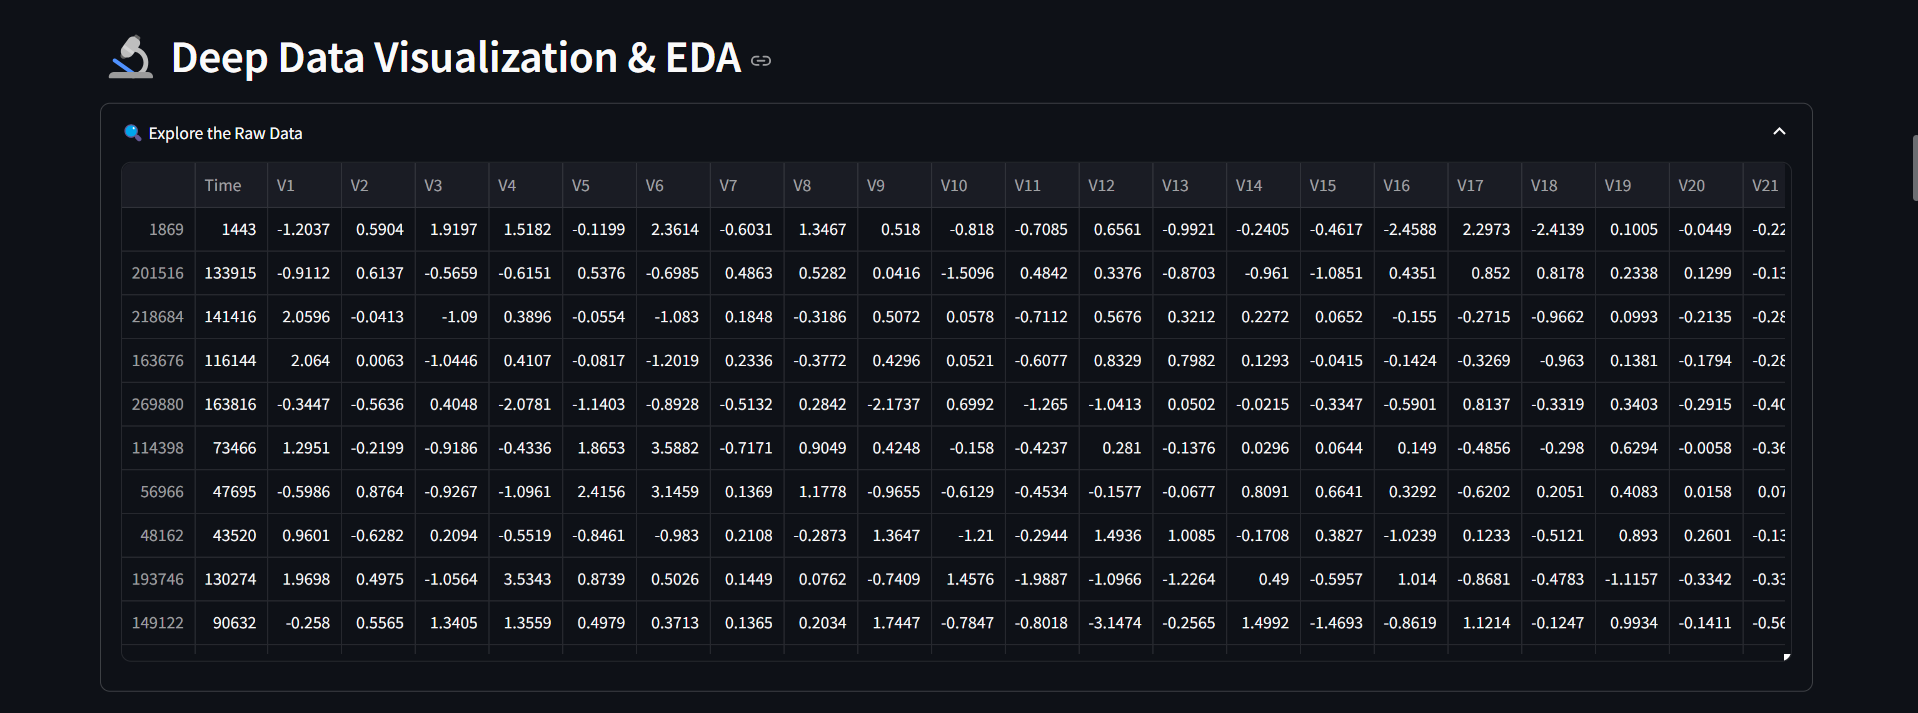 Deep Data Visualization & EDA
Explore the Raw Data
Time V1 V2 V3 V4 V5 V6 V7 V8 V9 V10 V11 V12 V13 V14 V15 V16 V17 V18 V19 V20 V21
1869 1443 -1.2037 0.5904 1.9197 1.5182 -0.1199 2.3614 -0.6031 1.3467 0.518 -0.818 -0.7085 0.6561 -0.9921 -0.2405 -0.4617 -2.4588 2.2973 -2.4139 0.1005 -0.0449 -0.22
201516 133915 -0.9112 0.6137 -0.5659 -0.6151 0.5376 -0.6985 0.4863 0.5282 0.0416 -1.5096 0.4842 0.3376 -0.8703 -0.961 -1.0851 0.4351 0.852 0.8178 0.2338 0.1299 -0.13
218684 141416 2.0596 -0.0413 -1.09 0.3896 -0.0554 -1.083 0.1848 -0.3186 0.5072 0.0578 -0.7112 0.5676 0.3212 0.2272 0.0652 -0.155 -0.2715 -0.9662 0.0993 -0.2135 -0.28
163676 116144 2.064 0.0063 -1.0446 0.4107 -0.0817 -1.2019 0.2336 -0.3772 0.4296 0.0521 -0.6077 0.8329 0.7982 0.1293 -0.0415 -0.1424 -0.3269 -0.963 0.1381 -0.1794 -0.28
269880 163816 -0.3447 -0.5636 0.4048 -2.0781 -1.1403 -0.8928 -0.5132 0.2842 -2.1737 0.6992 -1.265 -1.0413 0.0502 -0.0215 -0.3347 -0.5901 0.8137 -0.3319 0.3403 -0.2915 -0.40
114398 73466 1.2951 -0.2199 -0.9186 -0.4336 1.8653 3.5882 -0.7171 0.9049 0.4248 -0.158 -0.4237 0.281 -0.1376 0.0296 0.0644 0.149 -0.4856 -0.298 0.6294 -0.0058 -0.36
56966 47695 -0.5986 0.8764 -0.9267 -1.0961 2.4156 3.1459 0.1369 1.1778 -0.9655 -0.6129 -0.4534 -0.1577 -0.0677 0.8091 0.6641 0.3292 -0.6202 0.2051 0.4083 0.0158 0.07
48162 43520 0.9601 -0.6282 0.2094 -0.5519 -0.8461 -0.983 0.2108 -0.2873 1.3647 -1.21 -0.2944 1.4936 1.0085 -0.1708 0.3827 -1.0239 0.1233 -0.5121 0.893 0.2601 -0.13
193746 130274 1.9698 0.4975 -1.0564 3.5343 0.8739 0.5026 0.1449 0.0762 -0.7409 1.4576 -1.9887 -1.0966 -1.2264 0.49 -0.5957 1.014 -0.8681 -0.4783 -1.1157 -0.3342 -0.33
149122 90632 -0.258 0.5565 1.3405 1.3559 0.4979 0.3713 0.1365 0.2034 1.7447 -0.7847 -0.8018 -3.1474 -0.2565 1.4992 -1.4693 -0.8619 1.1214 -0.1247 0.9934 -0.1411 -0.56